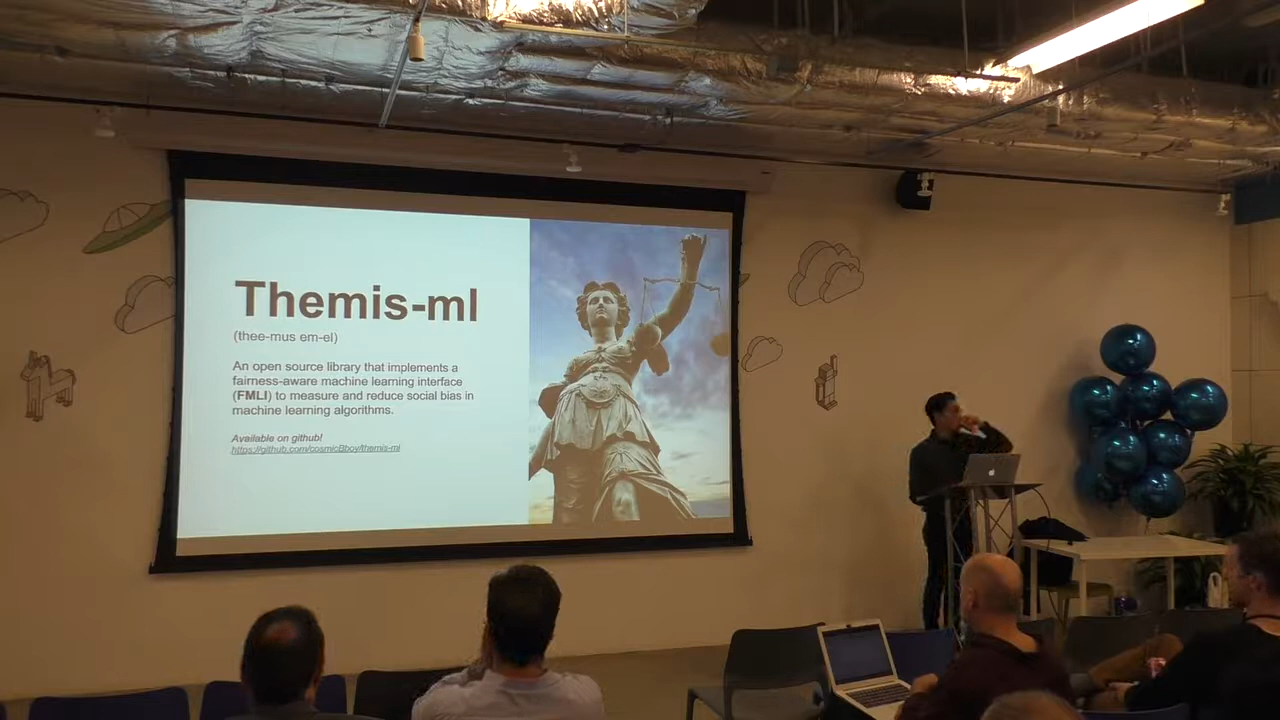 Themis-ml
(thee-mus em-el)
An open source library that implements a
fairness-aware machine learning interface
(FMLI) to measure and reduce social bias in
machine learning algorithms.
Available on github!
https://github.com/cosmicBboy/themis-ml